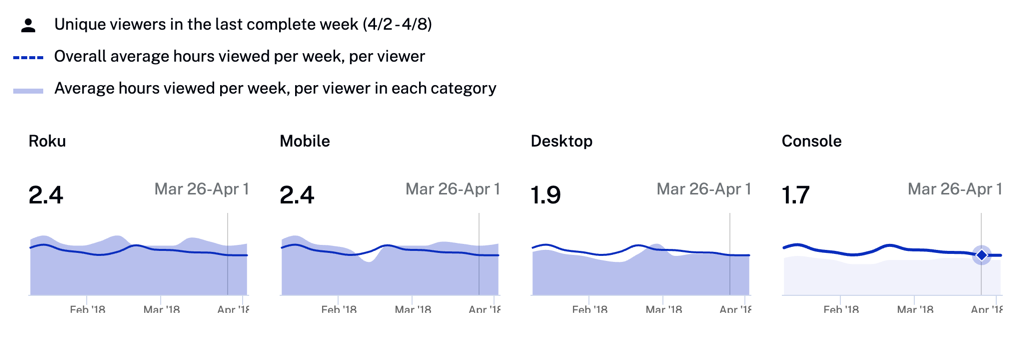 Unique viewers in the last complete week (4/2-4/8)
Overall average hours viewed per week, per viewer
Average hours viewed per week, per viewer in each category
Roku
2.4
Mar 26-Apr 1
Feb '18
Mar '18
Apr '18
Mobile
2.4
Mar 26-Apr 1
Feb '18
Mar '18
Apr '18
Desktop
1.9
Mar 26-Apr 1
Feb '18
Mar '18
Apr '18
Console
1.7
Mar 26-Apr 1
Feb '18
Mar '18
Apr '18